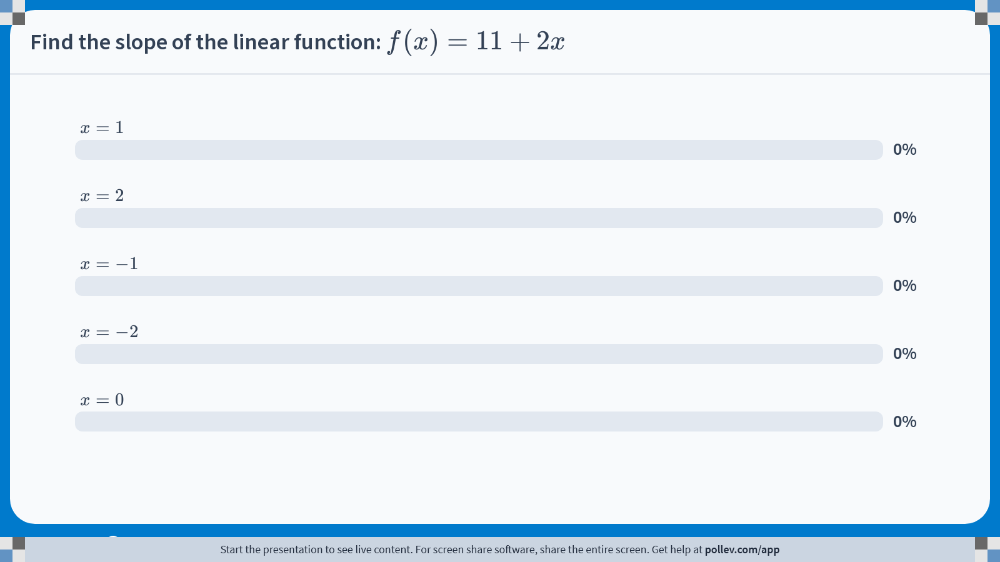 Find the slope of the linear function: f(x) = 11 + 2x
x = 1
0%
x = 2
0%
x = −1
0%
x = −2
0%
x = 0
0%
Start the presentation to see live content. For screen share software, share the entire screen. Get help at pollev.com/app